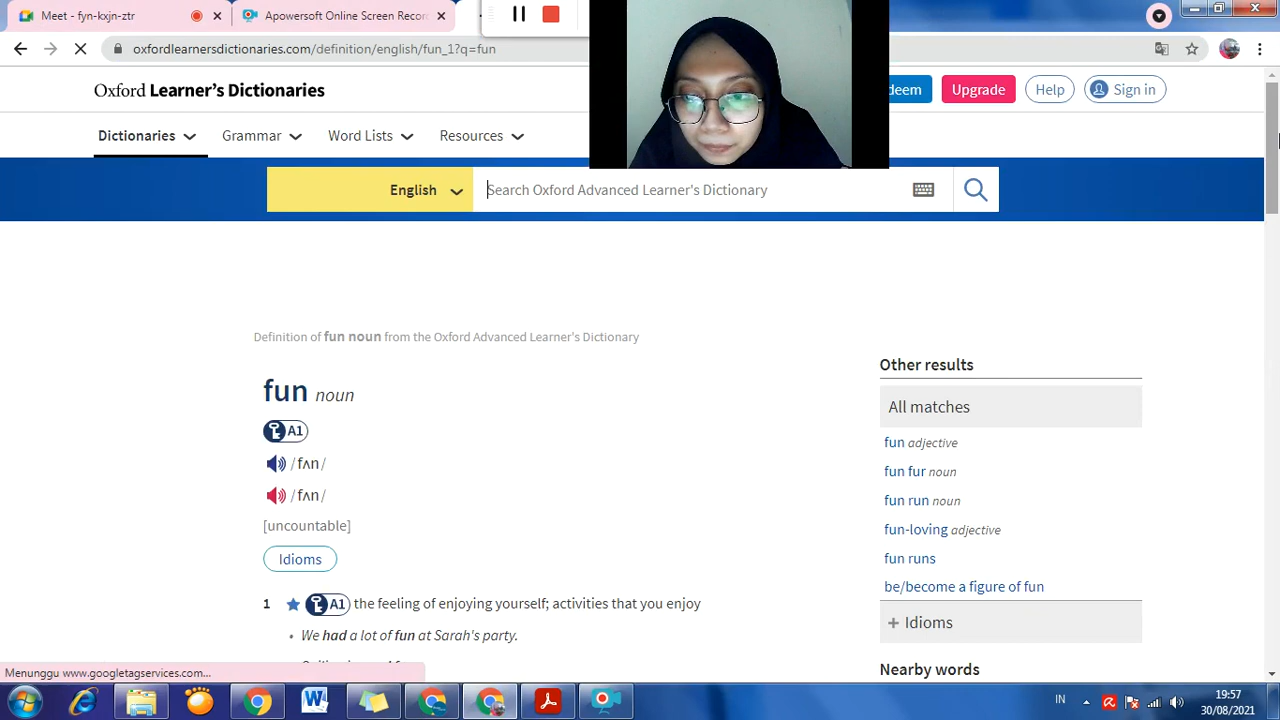 Meet - fyn-kxjn-ztr
Apowersoft Online Screen Recor
oxfordlearnersdictionaries.com/definition/english/fun_1?q=fun
Oxford Learner's Dictionaries
deem
Upgrade
Help
Sign in
Dictionaries
Grammar
Word Lists
Resources
English
Search Oxford Advanced Learner's Dictionary
Definition of fun noun from the Oxford Advanced Learner's Dictionary
fun noun
A1
/fʌn/
/fʌn/
[uncountable]
Idioms
1 A1 the feeling of enjoying yourself; activities that you enjoy
• We had a lot of fun at Sarah's party.
Other results
All matches
fun adjective
fun fur noun
fun run noun
fun-loving adjective
fun runs
be/become a figure of fun
+ Idioms
Nearby words
Menunggu www.googletagservices.com...
IN
19:57
30/08/2021